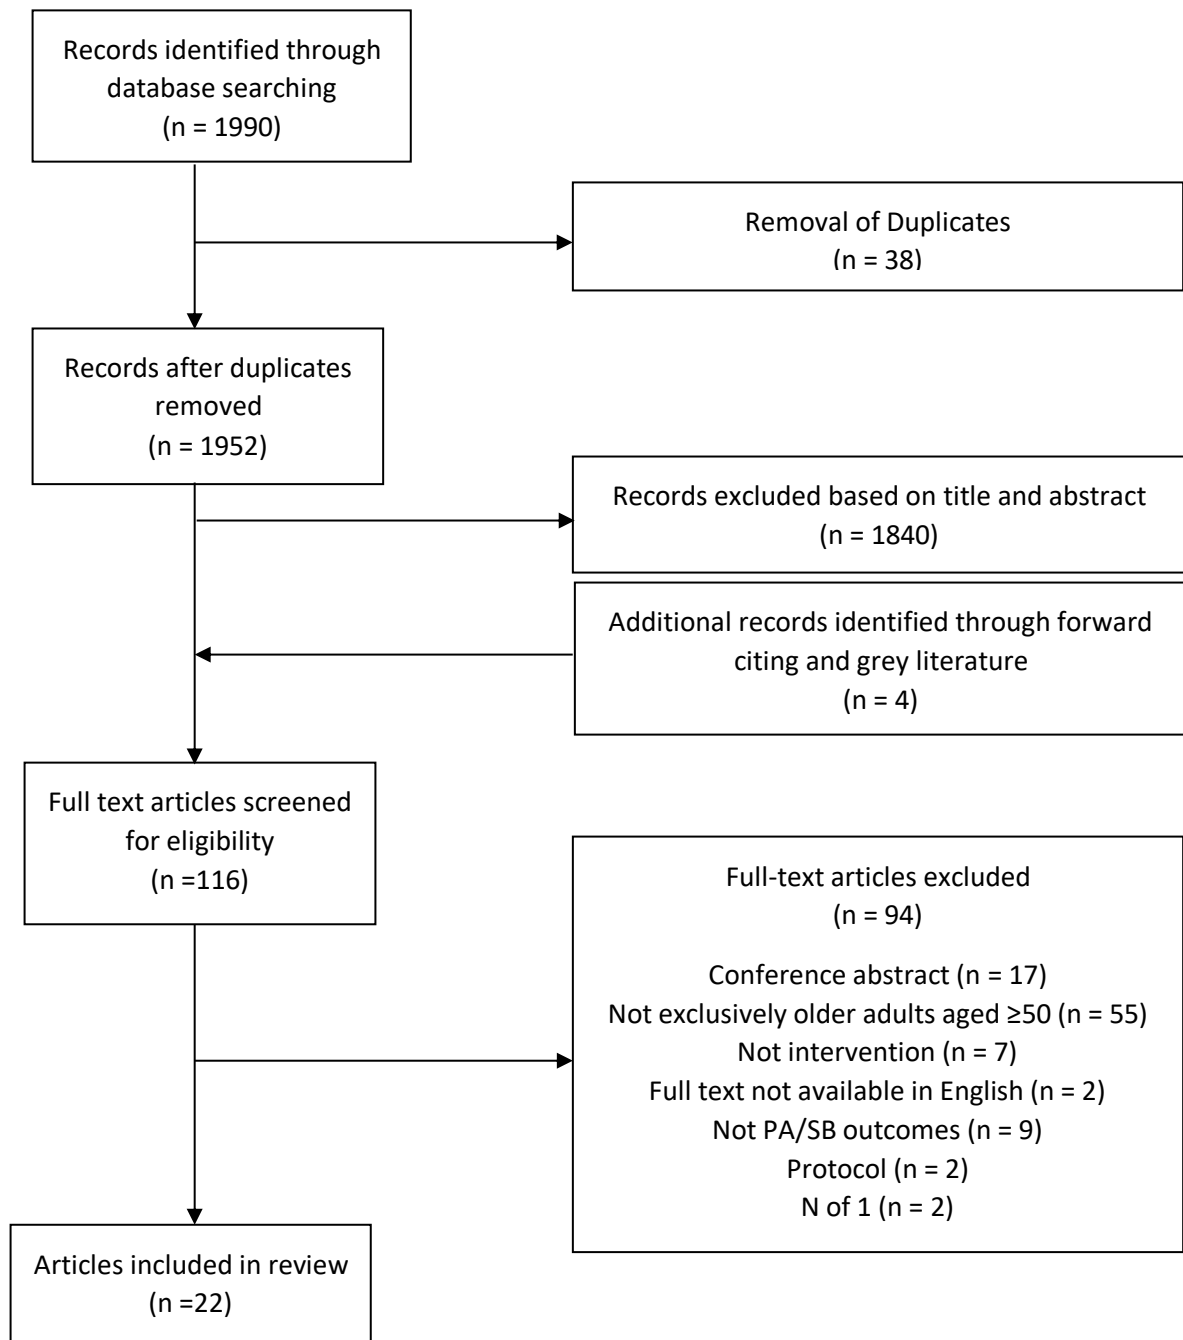 Records identified through
database searching
(n = 1990)
Removal of Duplicates
(n = 38)
Records after duplicates
removed
(n = 1952)
Records excluded based on title and abstract
(n = 1840)
Additional records identified through forward
citing and grey literature
(n = 4)
Full text articles screened
for eligibility
(n =116)
Full-text articles excluded
(n = 94)
Conference abstract (n = 17)
Not exclusively older adults aged ≥50 (n = 55)
Not intervention (n = 7)
Full text not available in English (n = 2)
Not PA/SB outcomes (n = 9)
Protocol (n = 2)
N of 1 (n = 2)
Articles included in review
(n =22)